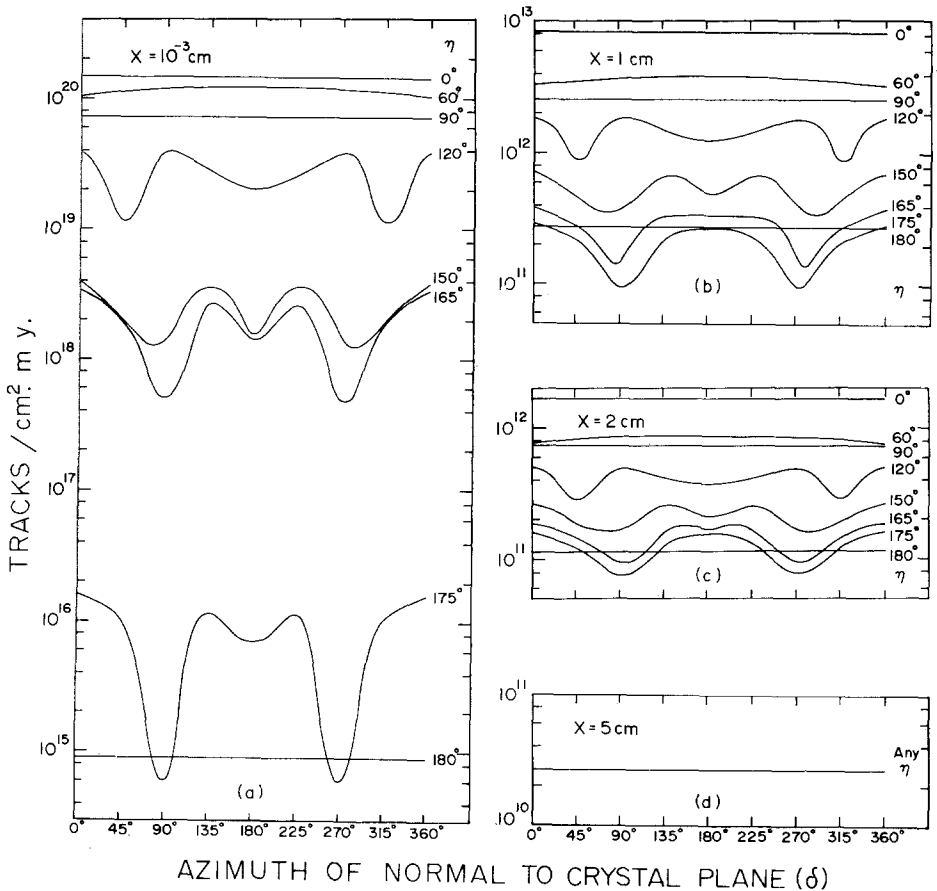 TRACKS / cm². m y.
X = 10⁻³ cm
η
0°
60°
90°
120°
150°
165°
175°
180°
10²⁰
10¹⁹
10¹⁸
10¹⁷
10¹⁶
10¹⁵
(a)
0° 45° 90° 135° 180° 225° 270° 315° 360°
X = 1 cm
10¹³
10¹²
10¹¹
0°
60°
90°
120°
150°
165°
175°
180°
η
(b)
X = 2 cm
10¹²
10¹¹
0°
60°
90°
120°
150°
165°
175°
180°
η
(c)
X = 5 cm
10¹¹
10¹⁰
Any
η
(d)
0° 45° 90° 135° 180° 225° 270° 315° 360°
AZIMUTH OF NORMAL TO CRYSTAL PLANE (δ)